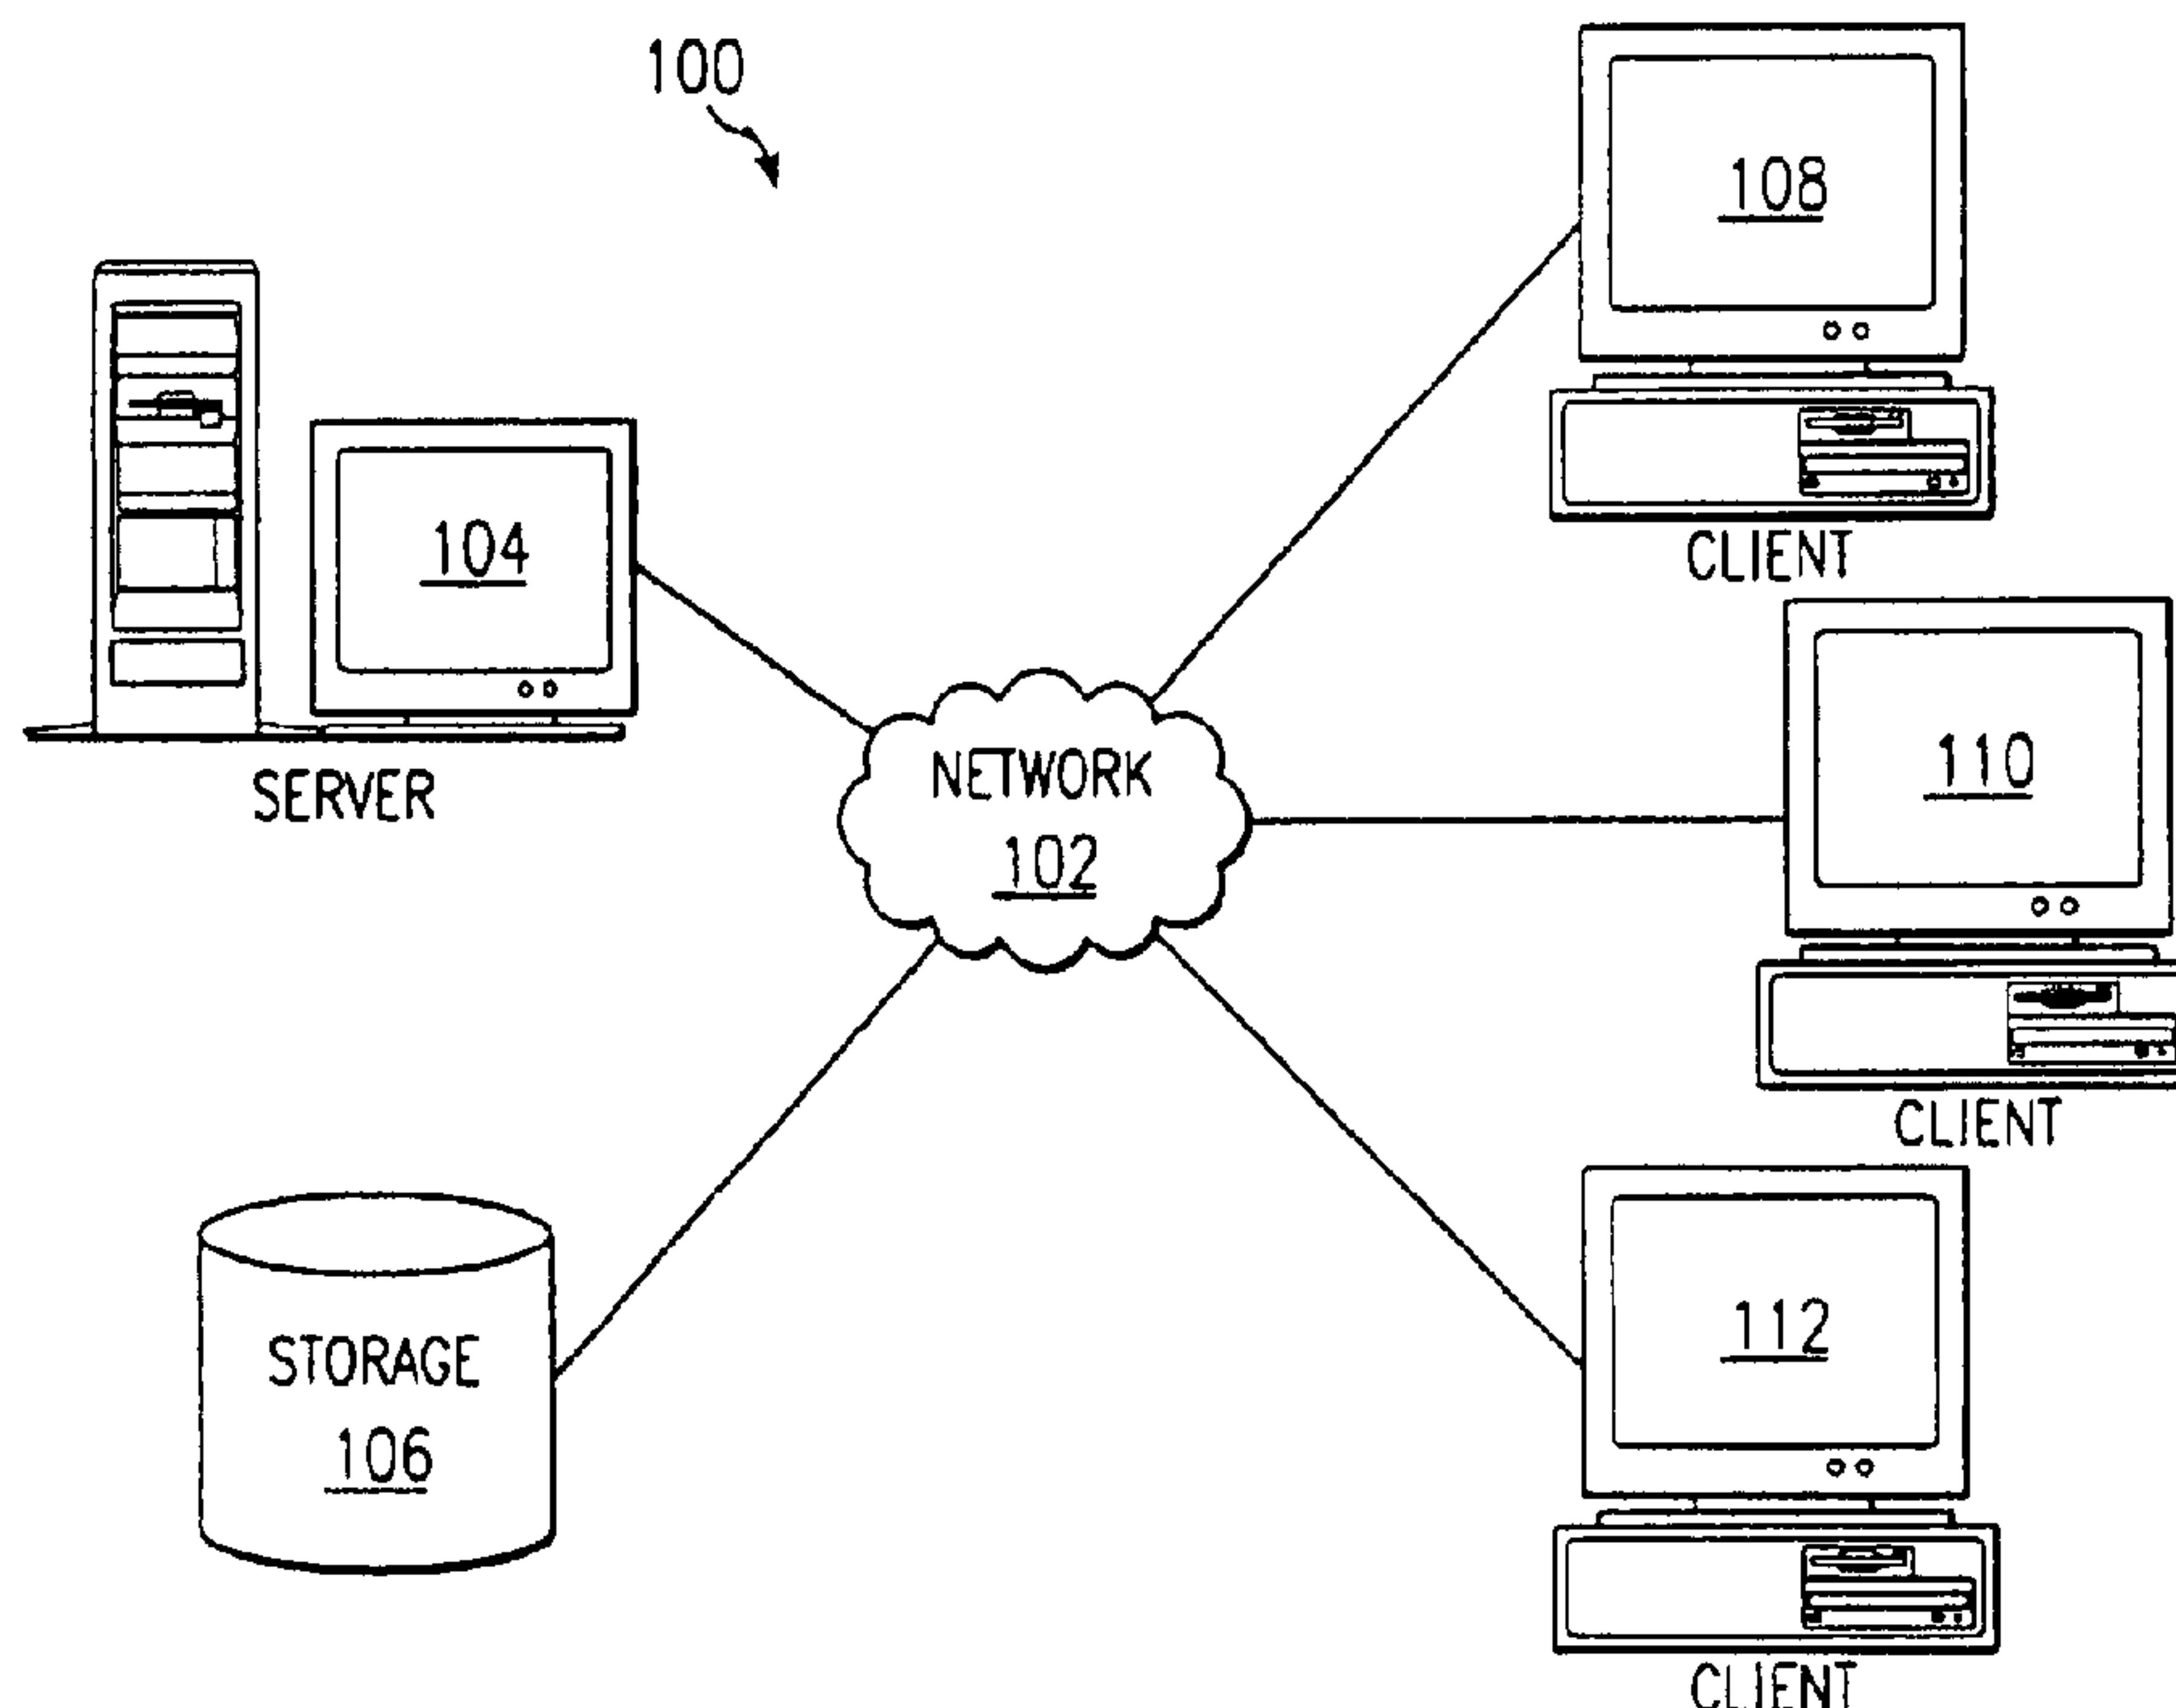 100
108
CLIENT
104
SERVER
NETWORK
102
110
CLIENT
STORAGE
106
112
CLIENT